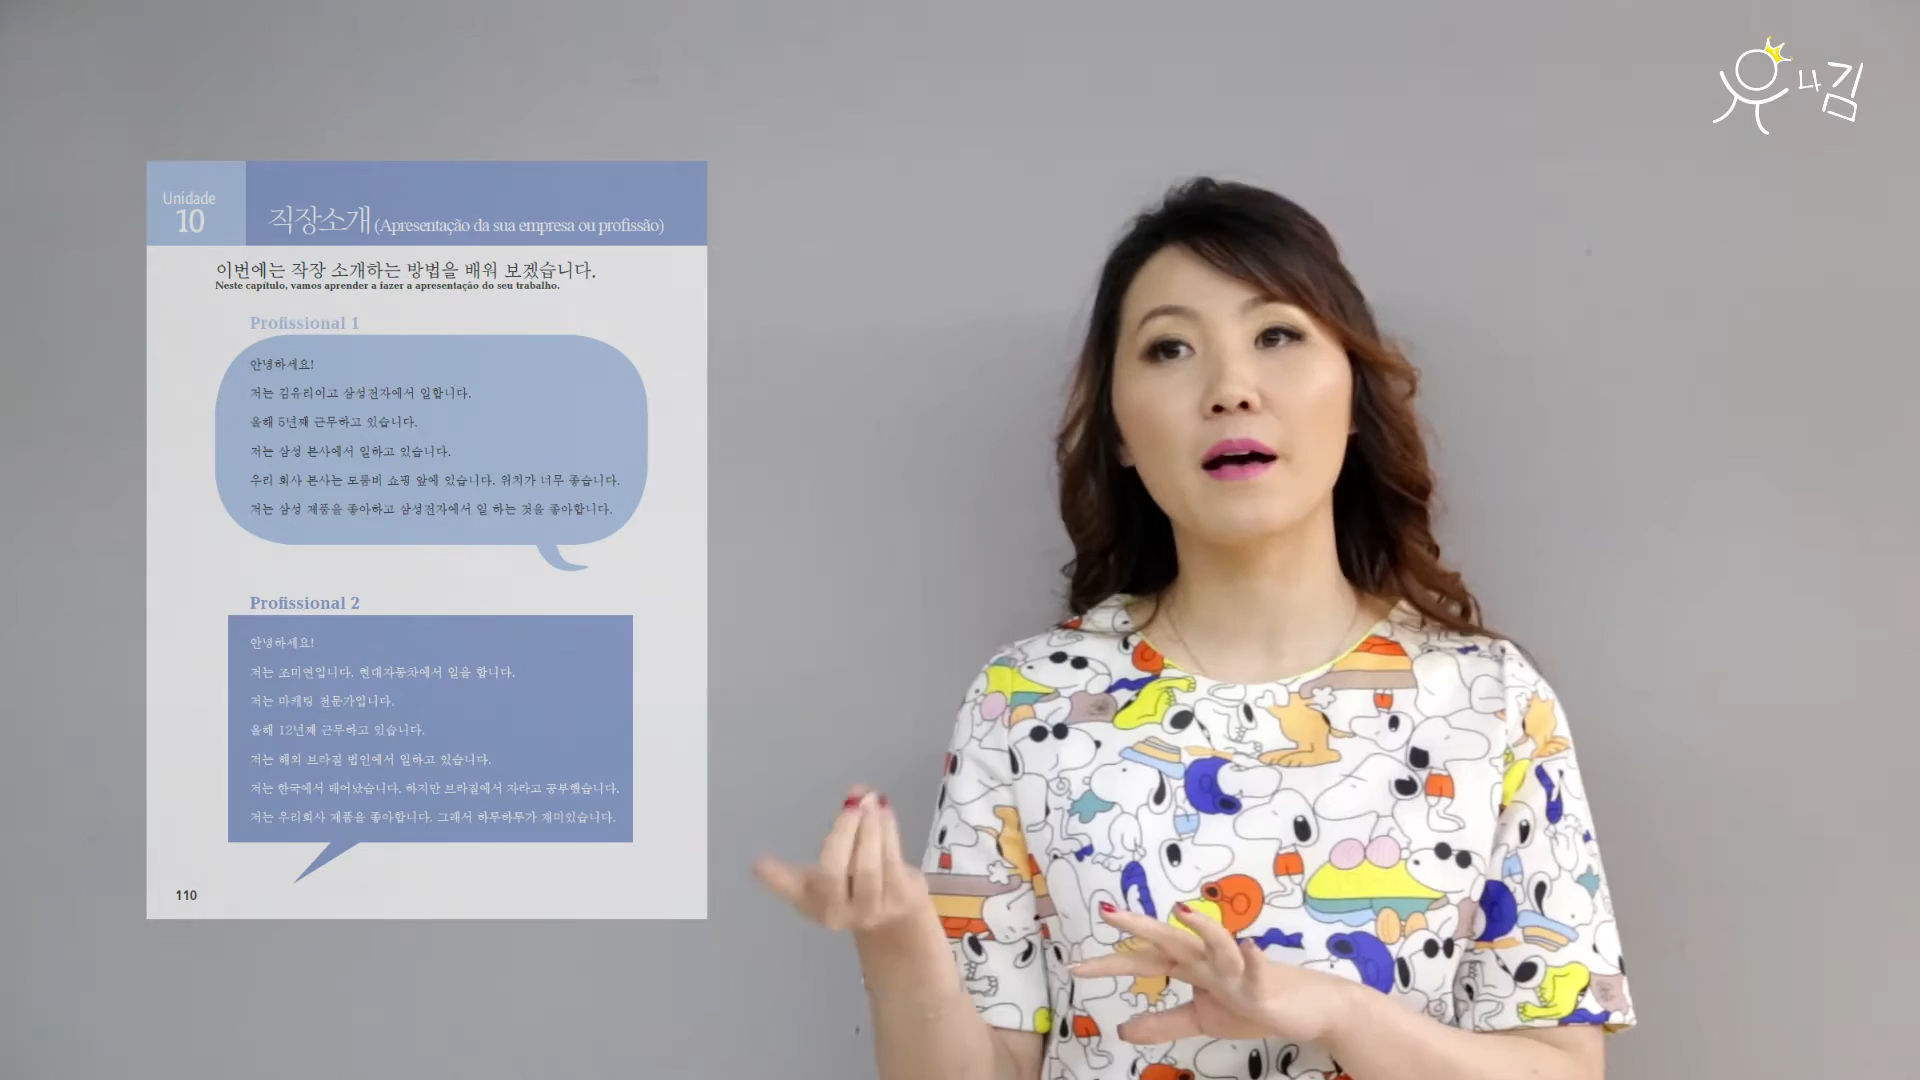 유나김
Unidade
10
직장소개 (Apresentação da sua empresa ou profissão)
이번에는 작장 소개하는 방법을 배워 보겠습니다.
Neste capítulo, vamos aprender a fazer a apresentação do seu trabalho.
Profissional 1
안녕하세요!
저는 김유리이고 삼성전자에서 일합니다.
올해 5년째 근무하고 있습니다.
저는 삼성 본사에서 일하고 있습니다.
우리 회사 본사는 모룸비 쇼핑 앞에 있습니다. 위치가 너무 좋습니다.
저는 삼성 제품을 좋아하고 삼성전자에서 일 하는 것을 좋아합니다.
Profissional 2
안녕하세요!
저는 조미연입니다. 현대자동차에서 일을 합니다.
저는 마케팅 전문가입니다.
올해 12년째 근무하고 있습니다.
저는 해외 브라질 법인에서 일하고 있습니다.
저는 한국에서 태어났습니다. 하지만 브라질에서 자라고 공부했습니다.
저는 우리회사 제품을 좋아합니다. 그래서 하루하루가 재미있습니다.
110